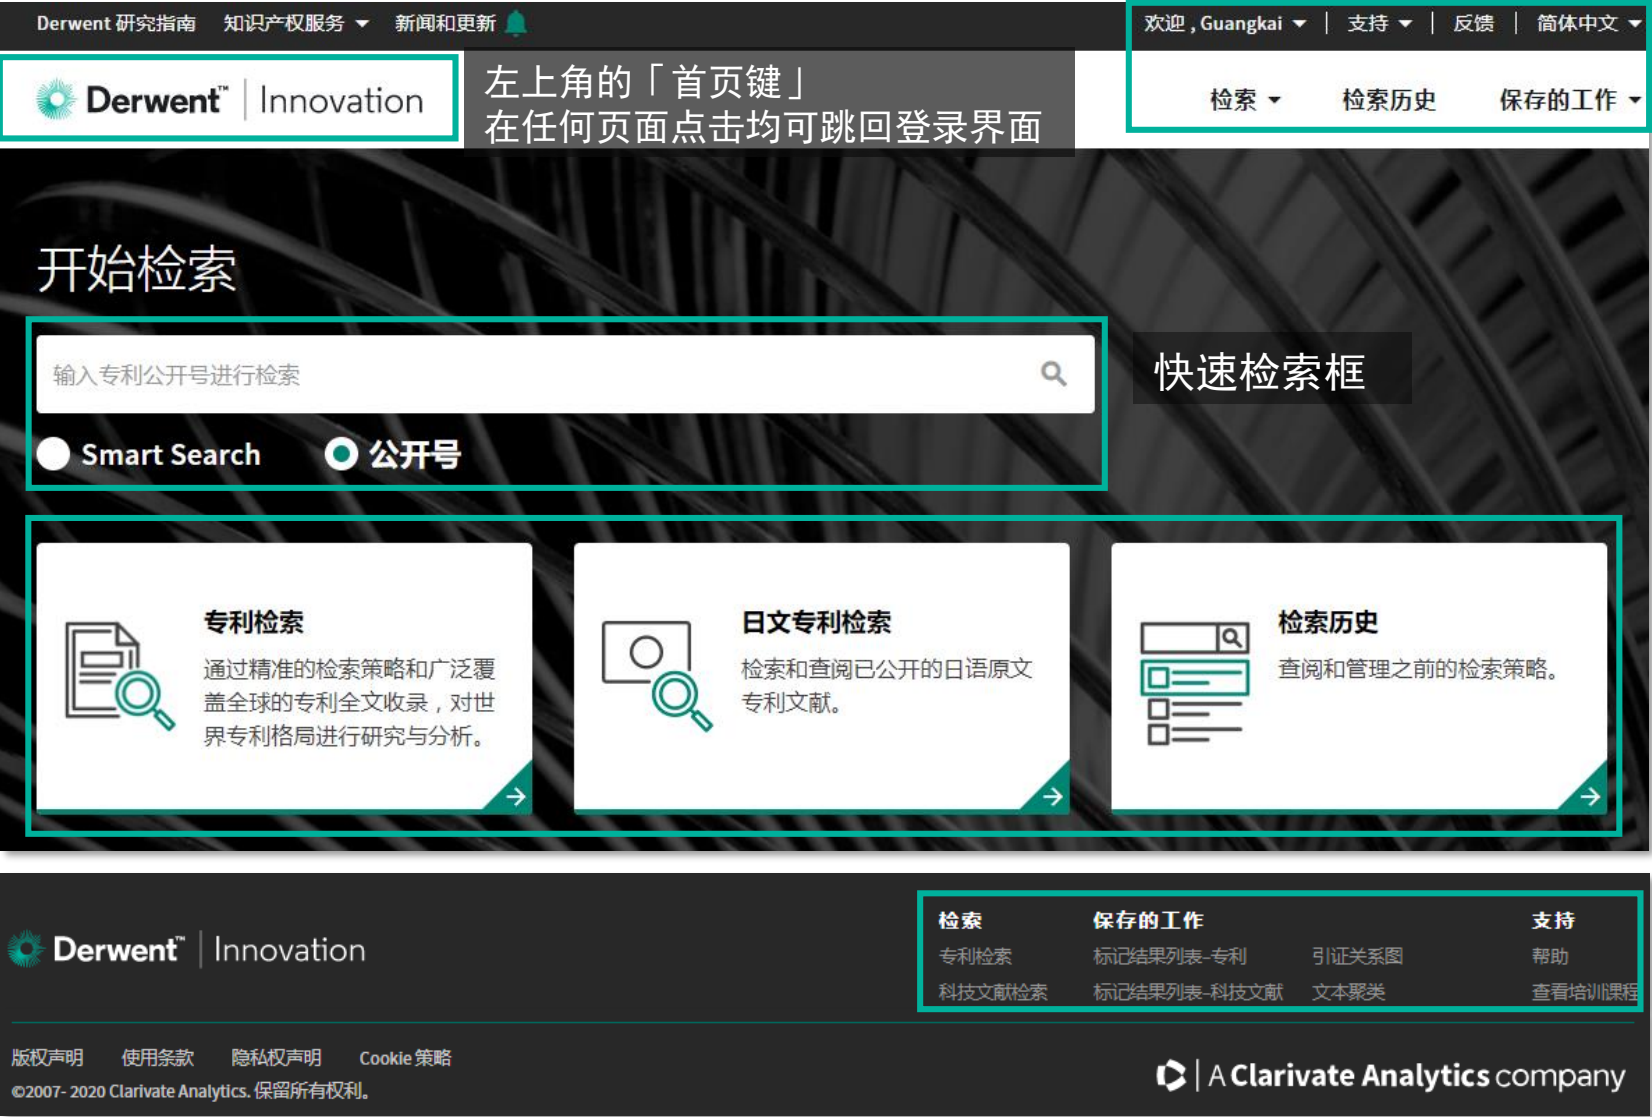 Derwent 研究指南 知识产权服务 新闻和更新 欢迎 , Guangkai 支持 反馈 简体中文
Derwent™ | Innovation
左上角的「首页键」
在任何页面点击均可跳回登录界面
检索 检索历史 保存的工作
开始检索
输入专利公开号进行检索
快速检索框
Smart Search 公开号
专利检索
通过精准的检索策略和广泛覆
盖全球的专利全文收录，对世
界专利格局进行研究与分析。
日文专利检索
检索和查阅已公开的日语原文
专利文献。
检索历史
查阅和管理之前的检索策略。
Derwent™ | Innovation
检索 保存的工作 支持
专利检索 标记结果列表-专利 引证关系图 帮助
科技文献检索 标记结果列表-科技文献 文本聚类 查看培训课程
版权声明 使用条款 隐私权声明 Cookie 策略
©2007- 2020 Clarivate Analytics. 保留所有权利。
A Clarivate Analytics company